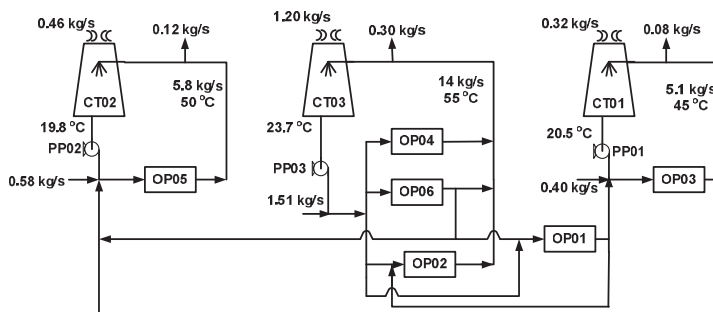 0.46 kg/s
0.12 kg/s
CT02
5.8 kg/s
50 °C
19.8 °C
PP02
0.58 kg/s
OP05
1.20 kg/s
0.30 kg/s
CT03
14 kg/s
55 °C
23.7 °C
PP03
1.51 kg/s
OP04
OP06
OP02
OP01
0.32 kg/s
0.08 kg/s
CT01
5.1 kg/s
45 °C
20.5 °C
PP01
0.40 kg/s
OP03